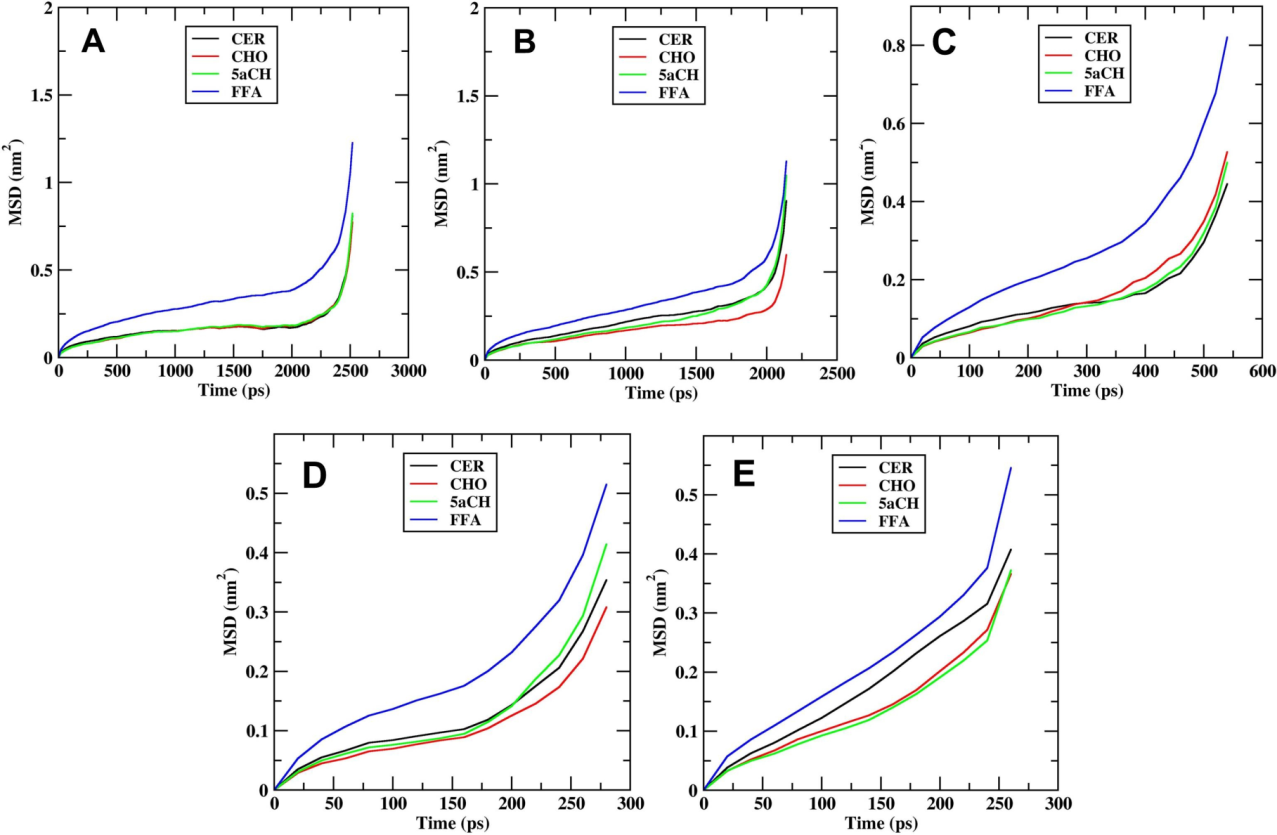 A
CER
CHO
5aCH
FFA
MSD (nm2)
2
1.5
1
0.5
0
0 500 1000 1500 2000 2500 3000
Time (ps)
B
CER
CHO
5aCH
FFA
MSD (nm2)
2
1.5
1
0.5
0
0 500 1000 1500 2000 2500
Time (ps)
C
CER
CHO
5aCH
FFA
MSD (nm2)
0.8
0.6
0.4
0.2
0
0 100 200 300 400 500 600
Time (ps)
D
CER
CHO
5aCH
FFA
MSD (nm2)
0.5
0.4
0.3
0.2
0.1
0
0 50 100 150 200 250 300
Time (ps)
E
CER
CHO
5aCH
FFA
MSD (nm2)
0.5
0.4
0.3
0.2
0.1
0
0 50 100 150 200 250 300
Time (ps)